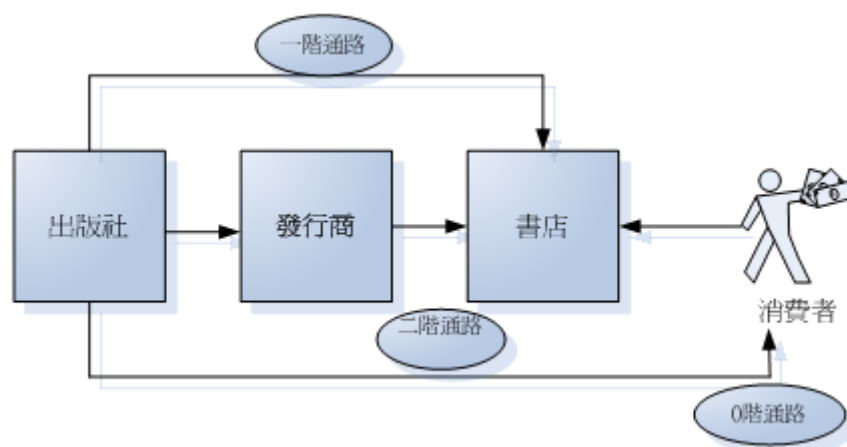 一階通路
出版社
發行商
書店
消費者
二階通路
0階通路